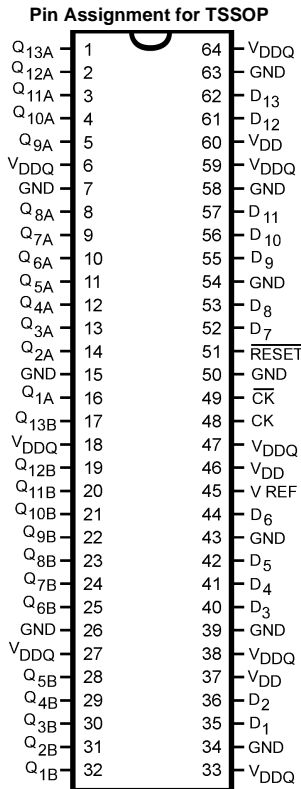 Pin Assignment for TSSOP
Q13A 1 64 VDDQ
Q12A 2 63 GND
Q11A 3 62 D13
Q10A 4 61 D12
Q9A 5 60 VDD
VDDQ 6 59 VDDQ
GND 7 58 GND
Q8A 8 57 D11
Q7A 9 56 D10
Q6A 10 55 D9
Q5A 11 54 GND
Q4A 12 53 D8
Q3A 13 52 D7
Q2A 14 51 RESET
GND 15 50 GND
Q1A 16 49 CK
Q13B 17 48 CK
VDDQ 18 47 VDDQ
Q12B 19 46 VDD
Q11B 20 45 V REF
Q10B 21 44 D6
Q9B 22 43 GND
Q8B 23 42 D5
Q7B 24 41 D4
Q6B 25 40 D3
GND 26 39 GND
VDDQ 27 38 VDDQ
Q5B 28 37 VDD
Q4B 29 36 D2
Q3B 30 35 D1
Q2B 31 34 GND
Q1B 32 33 VDDQ